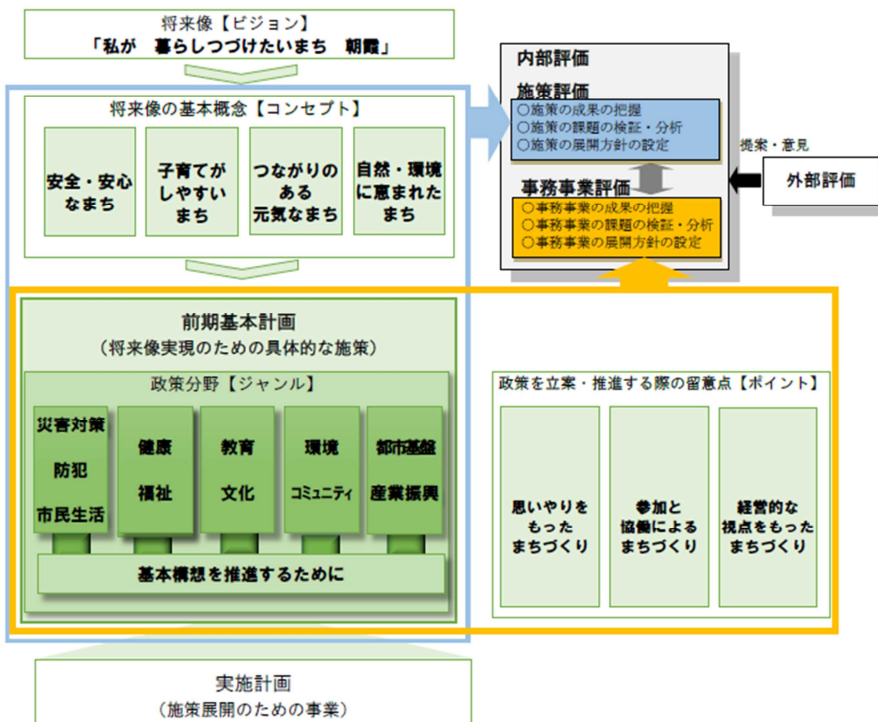 将来像【ビジョン】
「私が　暮らしつづけたいまち　朝霞」
将来像の基本概念【コンセプト】
安全・安心
なまち
子育てが
しやすい
まち
つながりの
ある
元気なまち
自然・環境
に恵まれた
まち
内部評価
施策評価
○施策の成果の把握
○施策の課題の検証・分析
○施策の展開方針の設定
事務事業評価
○事務事業の成果の把握
○事務事業の課題の検証・分析
○事務事業の展開方針の設定
提案・意見
外部評価
前期基本計画
（将来像実現のための具体的な施策）
政策分野【ジャンル】
災害対策
防犯
市民生活
健康
福祉
教育
文化
環境
コミュニティ
都市基盤
産業振興
基本構想を推進するために
政策を立案・推進する際の留意点【ポイント】
思いやりを
もった
まちづくり
参加と
協働による
まちづくり
経営的な
視点をもった
まちづくり
実施計画
（施策展開のための事業）